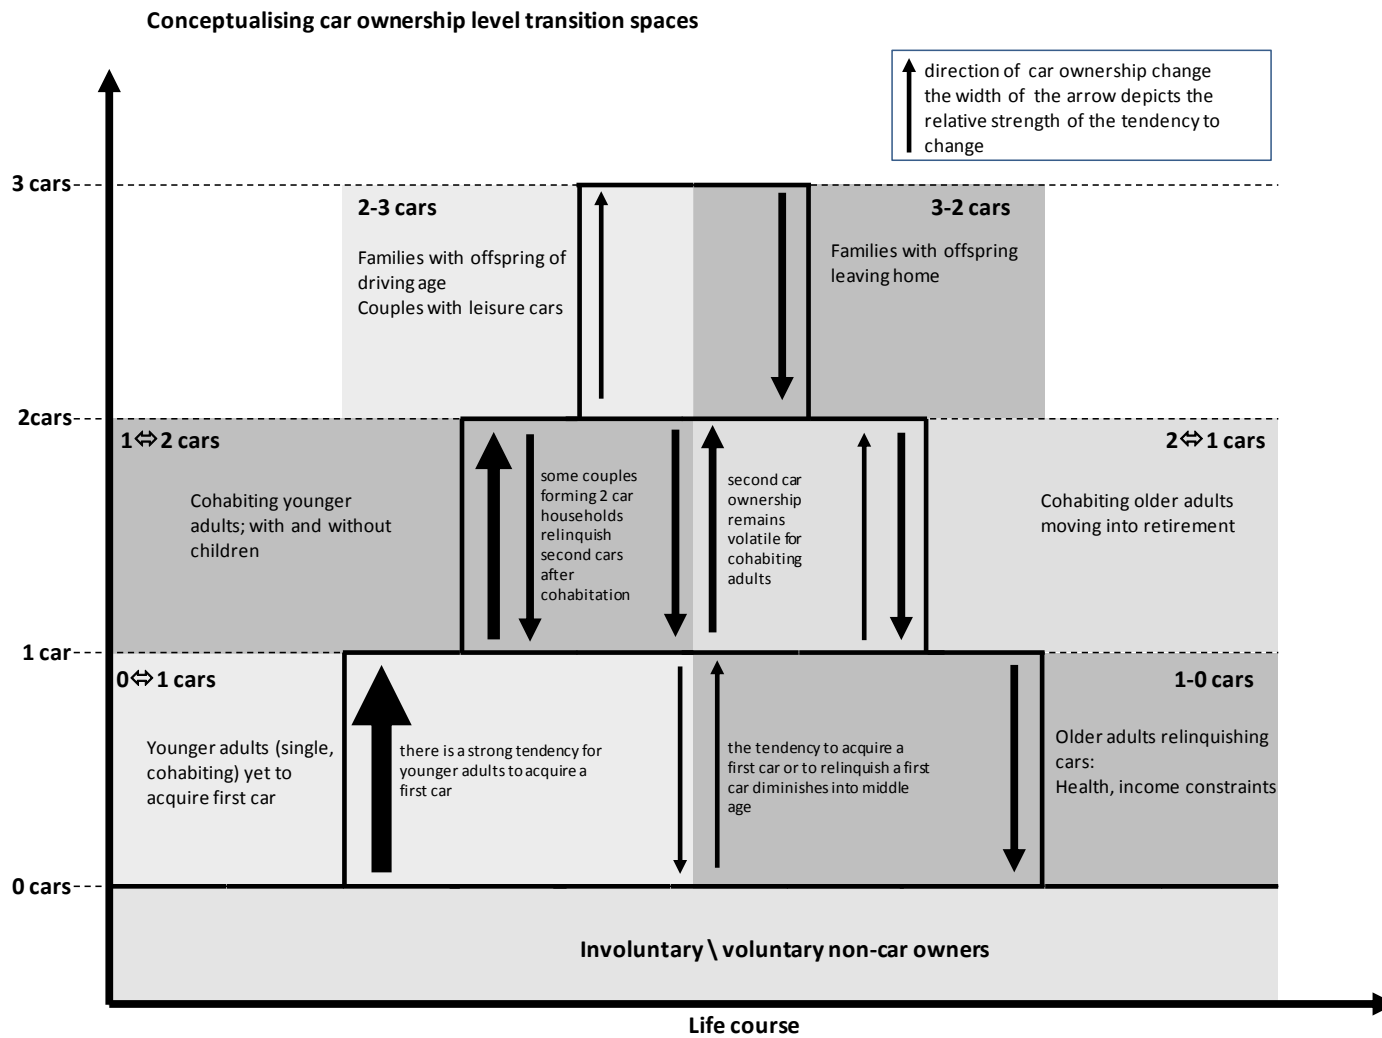 Conceptualising car ownership level transition spaces
direction of car ownership change
the width of the arrow depicts the
relative strength of the tendency to
change
3 cars
2-3 cars
Families with offspring of
driving age
Couples with leisure cars
3-2 cars
Families with offspring
leaving home
2cars
1⇔2 cars
Cohabiting younger
adults; with and without
children
some couples
forming 2 car
households
relinquish
second cars
after
cohabitation
second car
ownership
remains
volatile for
cohabiting
adults
2⇔1 cars
Cohabiting older adults
moving into retirement
1 car
0⇔1 cars
Younger adults (single,
cohabiting) yet to
acquire first car
there is a strong tendency for
younger adults to acquire a
first car
the tendency to acquire a
first car or to relinquish a first
car diminishes into middle
age
1-0 cars
Older adults relinquishing
cars:
Health, income constraints
0 cars
Involuntary \ voluntary non-car owners
Life course